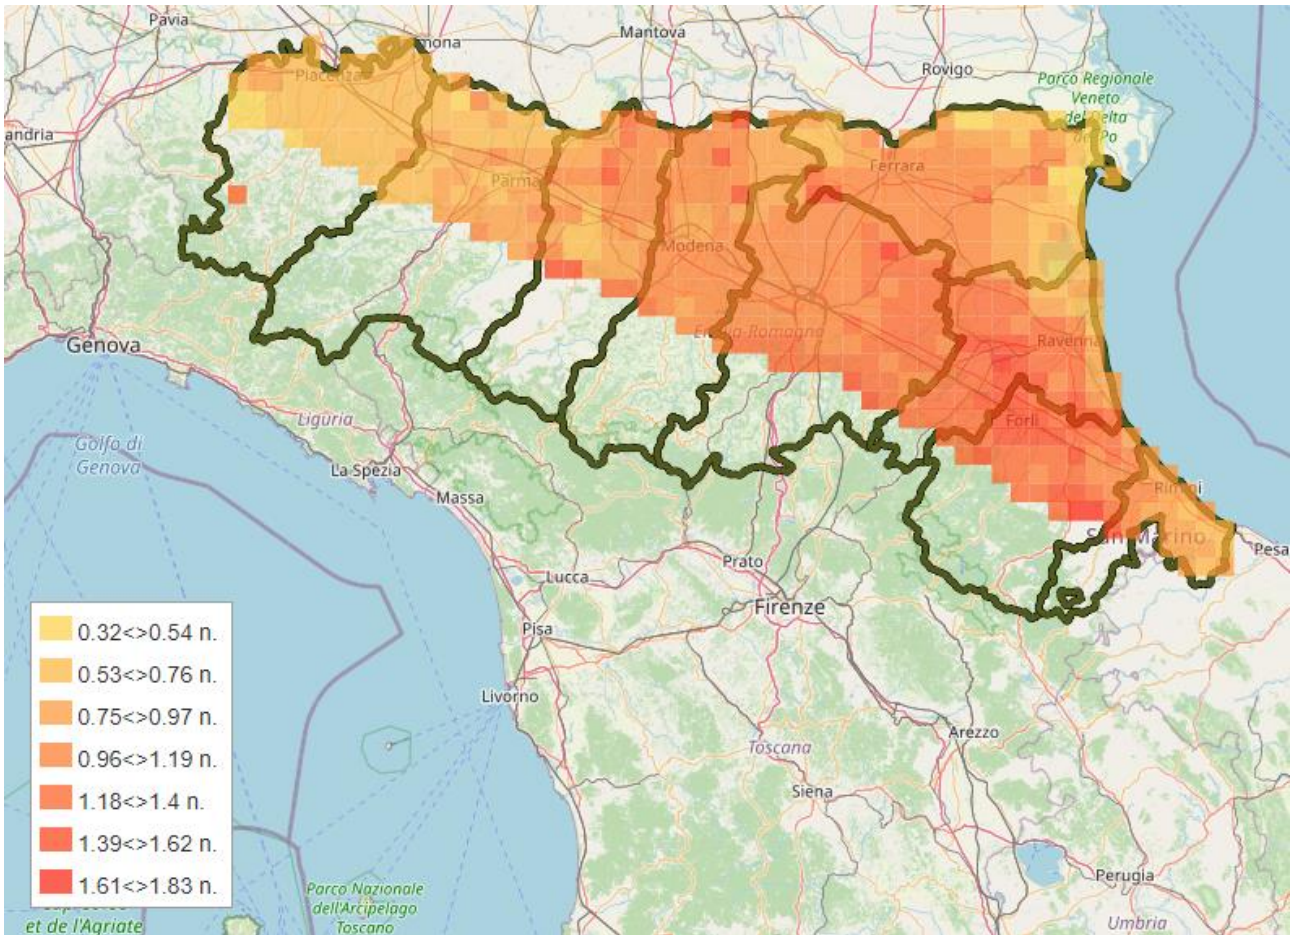 Pavia
mona
Mantova
Piacenza
Rovigo
Parco Regionale
Veneto
del Delta
del Po
andria
Ferrara
Parma
Modena
Emilia-Romagna
Ravenna
Genova
Forlì
Liguria
Golfo di
Genova
La Spezia
Massa
Rimini
San Marino
Pesa
Prato
Lucca
Firenze
Pisa
Livorno
Arezzo
Toscana
Siena
Perugia
Umbria
0.32<>0.54 n.
0.53<>0.76 n.
0.75<>0.97 n.
0.96<>1.19 n.
1.18<>1.4 n.
1.39<>1.62 n.
1.61<>1.83 n.
Parco Nazionale
dell'Arcipelago
Toscano
et de l'Agriate